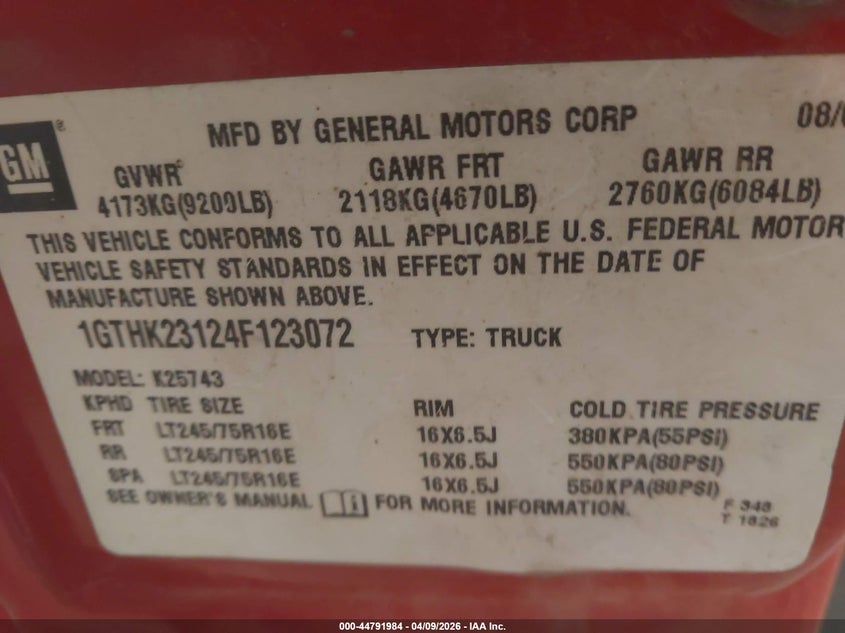 GM®
MFD BY GENERAL MOTORS CORP 08/0
GVWR GAWR FRT GAWR RR
4173KG(9200LB) 2118KG(4670LB) 2760KG(6084LB)
THIS VEHICLE CONFORMS TO ALL APPLICABLE U.S. FEDERAL MOTOR
VEHICLE SAFETY STANDARDS IN EFFECT ON THE DATE OF
MANUFACTURE SHOWN ABOVE.
1GTHK23124F123072 TYPE: TRUCK
MODEL: K25743
KPHD TIRE SIZE RIM COLD TIRE PRESSURE
FRT LT245/75R16E 16X6.5J 380KPA(55PSI)
RR LT245/75R16E 16X6.5J 550KPA(80PSI)
SPA LT245/75R16E 16X6.5J 550KPA(80PSI)
SEE OWNER'S MANUAL FOR MORE INFORMATION.
F 348
T 1826
000-44791984 | 04/09/2026 - IAA Inc.